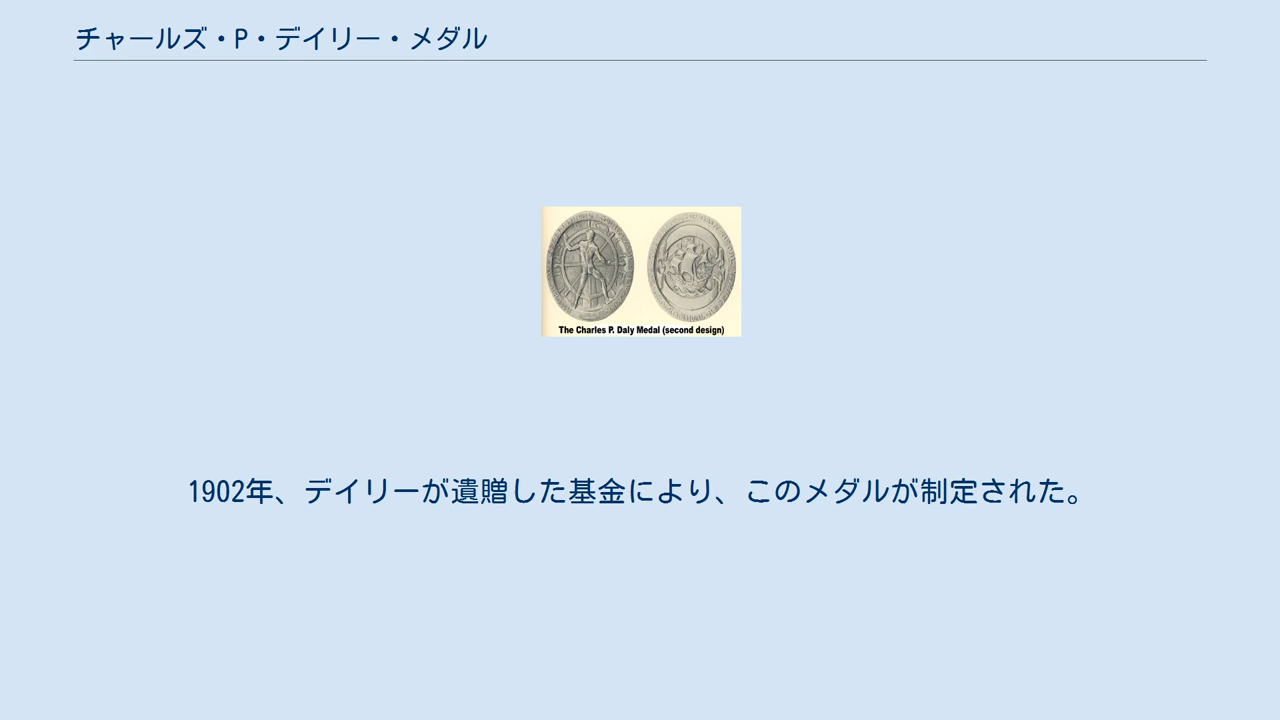 チャールズ・P・デイリー・メダル
The Charles P. Daly Medal (second design)
1902年、デイリーが遺贈した基金により、このメダルが制定された。